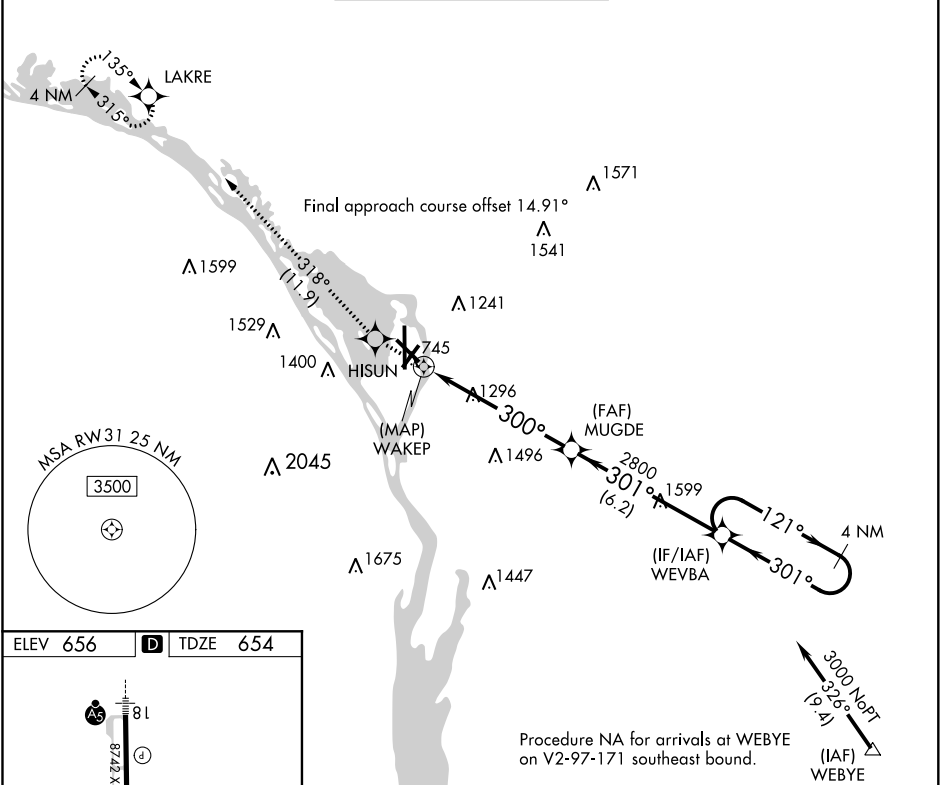 135°
LAKRE
4 NM
315°
1571
Final approach course offset 14.91°
1541
318°
(11.9)
1599
1241
1529
745
1400
HISUN
1296
(MAP)
WAKEP
300°
(FAF)
MUGDE
1496
2045
2800
301°
(6.2)
1599
MSA RW31 25 NM
3500
121°
4 NM
(IF/IAF)
WEVBA
301°
1675
1447
ELEV 656
D
TDZE 654
3000 NoPT
326°
(9.4)
A5
18
P
8742 X
Procedure NA for arrivals at WEBYE
on V2-97-171 southeast bound.
(IAF)
WEBYE